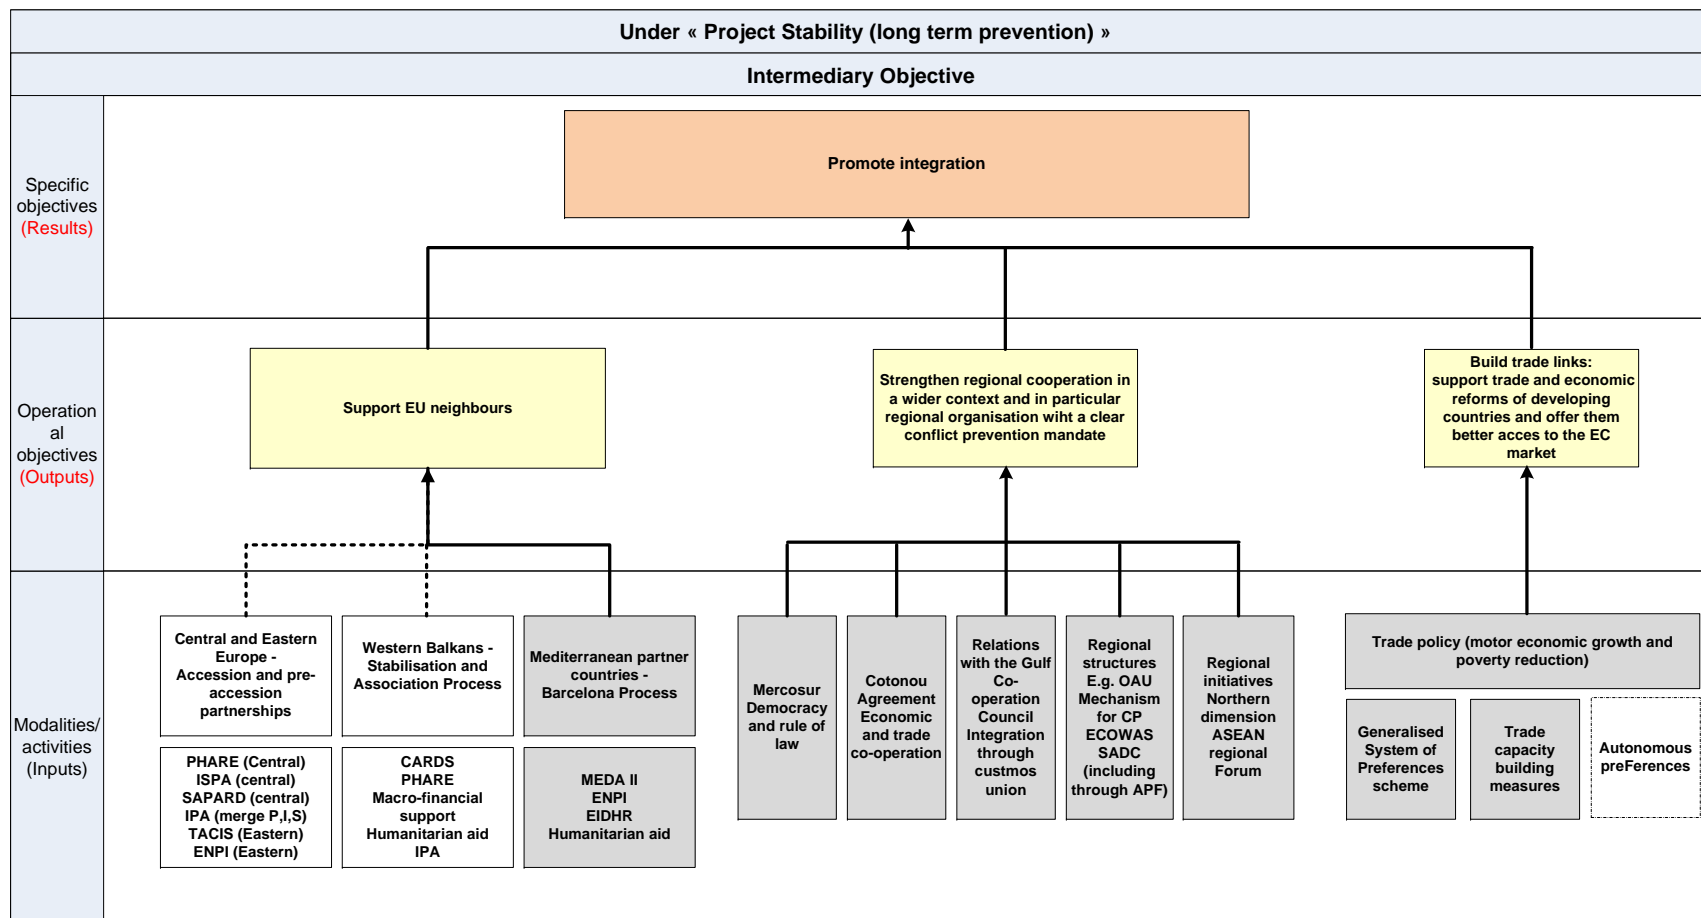 Under « Project Stability (long term prevention) »
Intermediary Objective
Specific
objectives
(Results)
Promote integration
Operation
al
objectives
(Outputs)
Support EU neighbours
Strengthen regional cooperation in
a wider context and in particular
regional organisation wiht a clear
conflict prevention mandate
Build trade links:
support trade and economic
reforms of developing
countries and offer them
better acces to the EC
market
Modalities/
activities
(Inputs)
Central and Eastern
Europe -
Accession and pre-
accession
partnerships
Western Balkans -
Stabilisation and
Association Process
Mediterranean partner
countries -
Barcelona Process
PHARE (Central)
ISPA (central)
SAPARD (central)
IPA (merge P,I,S)
TACIS (Eastern)
ENPI (Eastern)
CARDS
PHARE
Macro-financial
support
Humanitarian aid
IPA
MEDA II
ENPI
EIDHR
Humanitarian aid
Mercosur
Democracy
and rule of
law
Cotonou
Agreement
Economic
and trade
co-operation
Relations
with the Gulf
Co-
operation
Council
Integration
through
custmos
union
Regional
structures
E.g. OAU
Mechanism
for CP
ECOWAS
SADC
(including
through APF)
Regional
initiatives
Northern
dimension
ASEAN
regional
Forum
Trade policy (motor economic growth and
poverty reduction)
Generalised
System of
Preferences
scheme
Trade
capacity
building
measures
Autonomous
preFerences